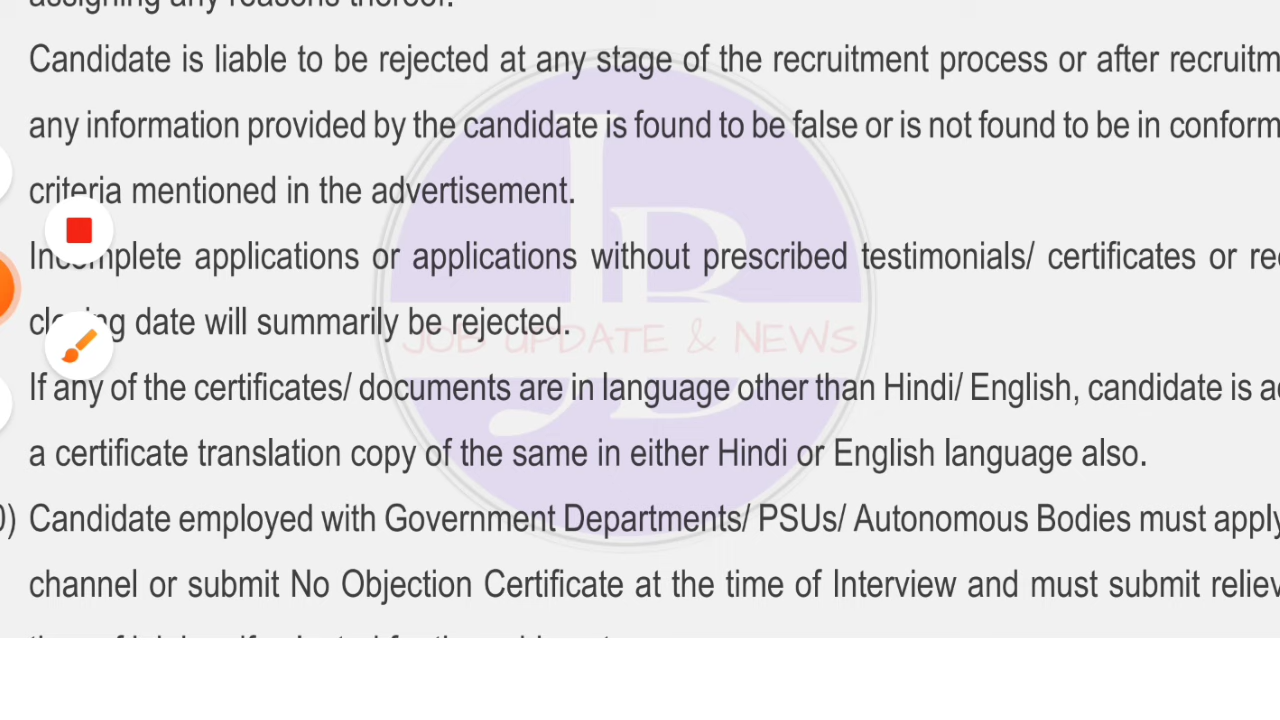 assigning any reasons thereof.
Candidate is liable to be rejected at any stage of the recruitment process or after recruitm
any information provided by the candidate is found to be false or is not found to be in conform
criteria mentioned in the advertisement.
Incomplete applications or applications without prescribed testimonials/ certificates or re
closing date will summarily be rejected.
JOB UPDATE & NEWS
If any of the certificates/ documents are in language other than Hindi/ English, candidate is a
a certificate translation copy of the same in either Hindi or English language also.
0) Candidate employed with Government Departments/ PSUs/ Autonomous Bodies must apply
channel or submit No Objection Certificate at the time of Interview and must submit reliev